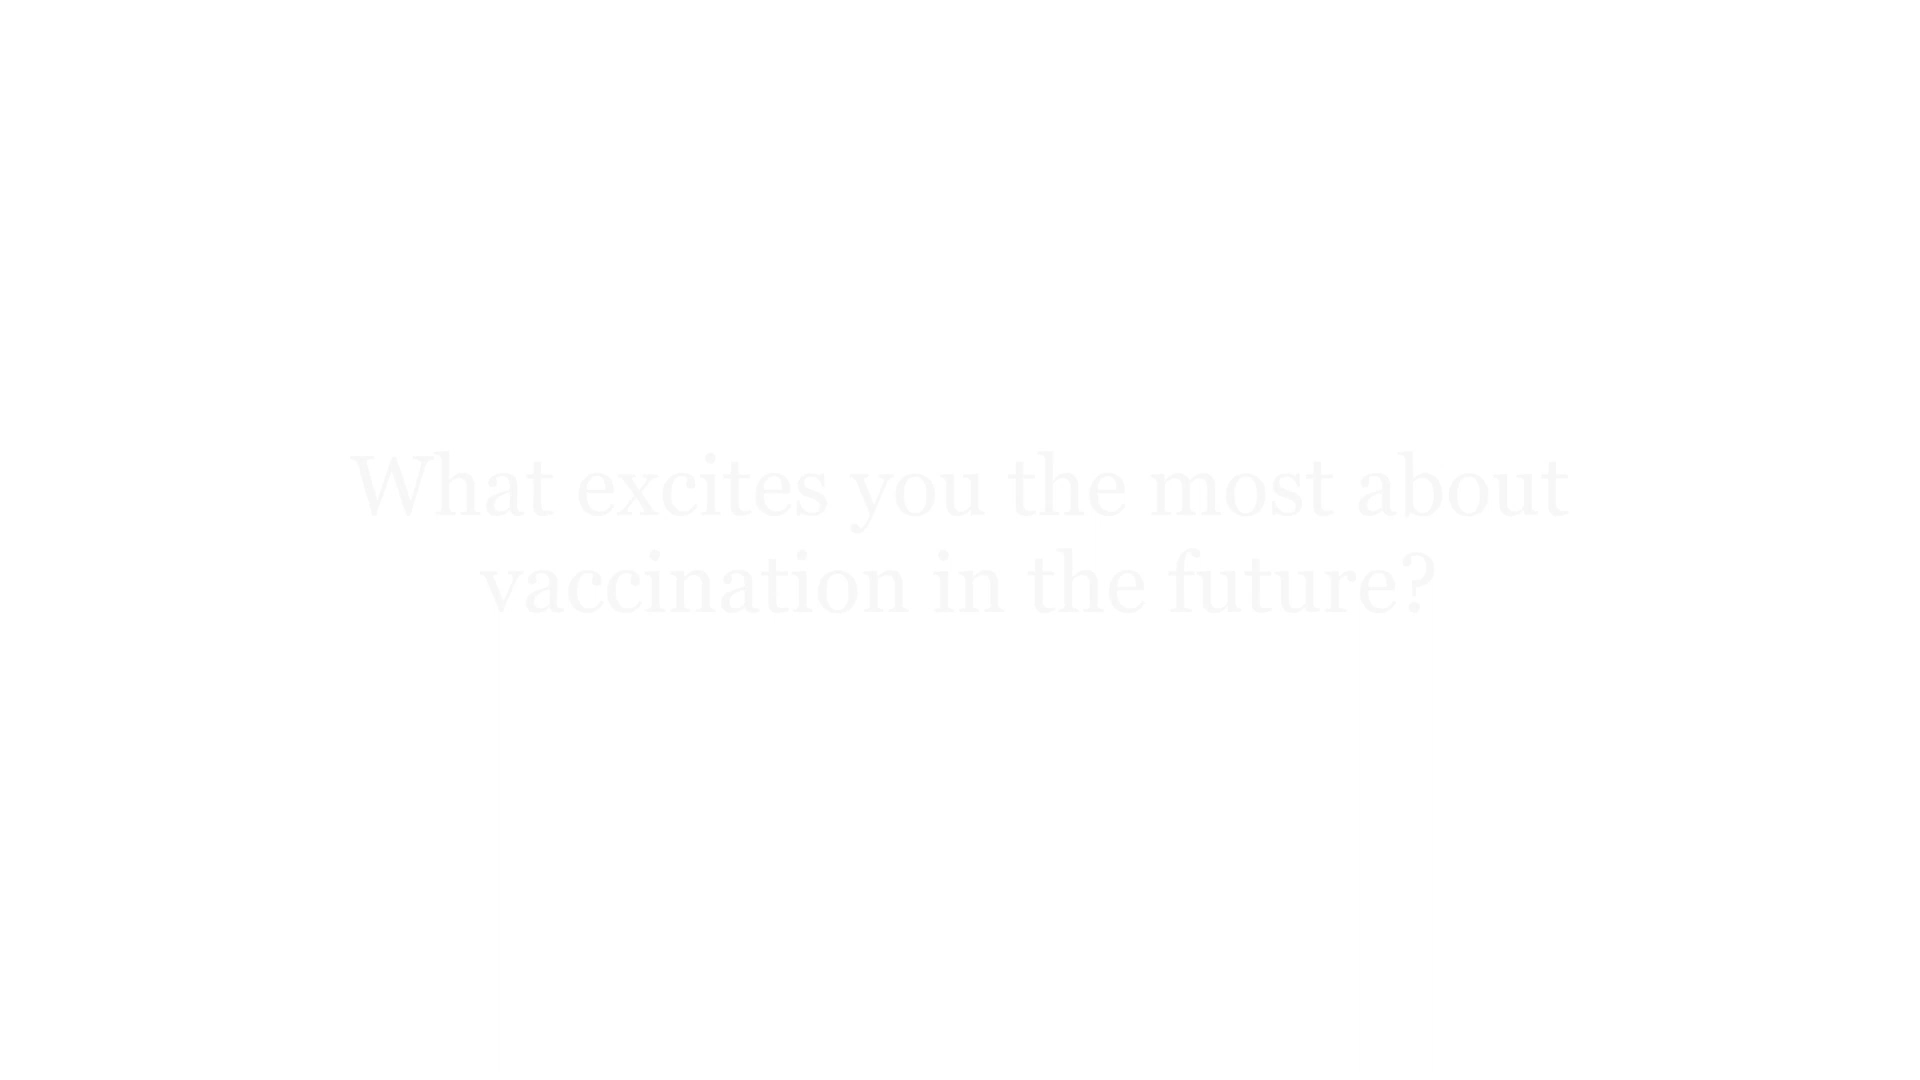 What excites you the most about
vaccination in the future?